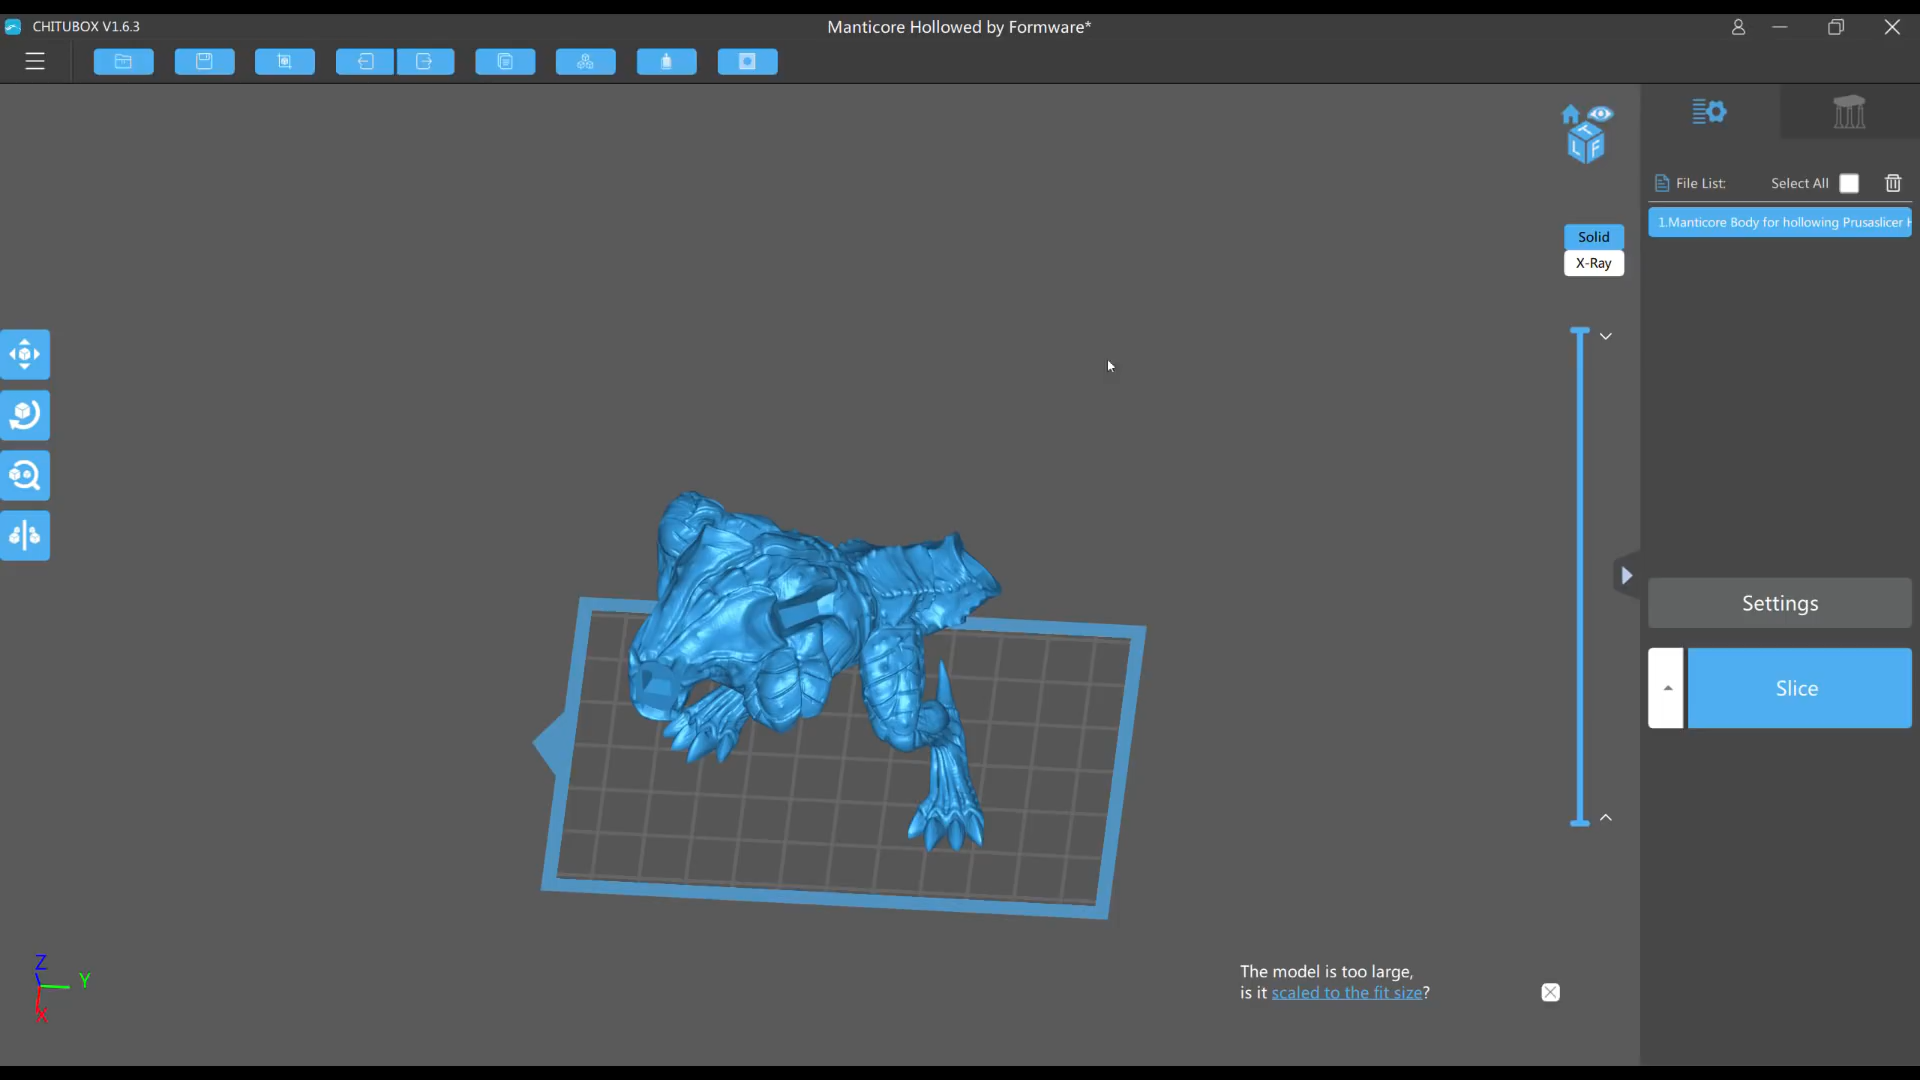 CHITUBOX V1.6.3
Manticore Hollowed by Formware*
T
L F
File List:
Select All
1.Manticore Body for hollowing Prusaslicer
Solid
X-Ray
Settings
Slice
The model is too large,
is it scaled to the fit size?
Z
Y
X